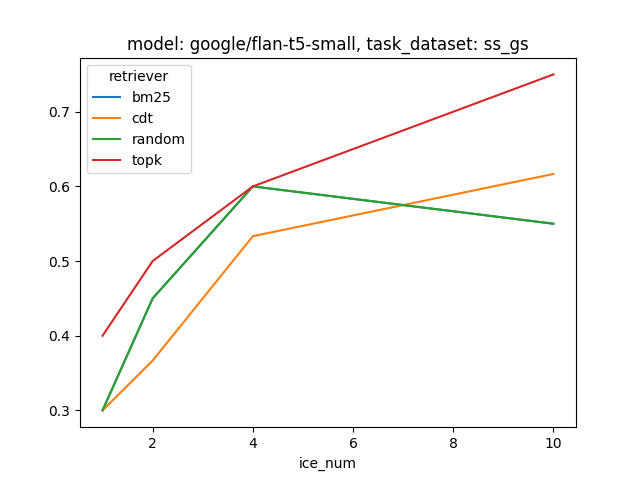 model: google/flan-t5-small, task_dataset: ss_gs
retriever
bm25
cdt
random
topk
0.7
0.6
0.5
0.4
0.3
2 4 6 8 10
ice_num